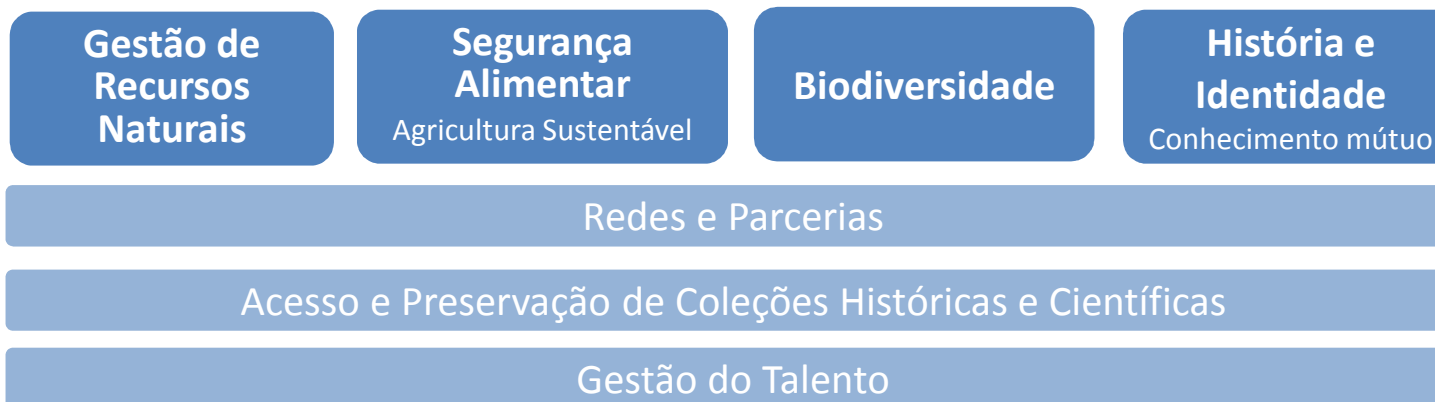 Gestão de
Recursos
Naturais
Segurança
Alimentar
Agricultura Sustentável
Biodiversidade
História e
Identidade
Conhecimento mútuo
Redes e Parcerias
Acesso e Preservação de Coleções Históricas e Científicas
Gestão do Talento